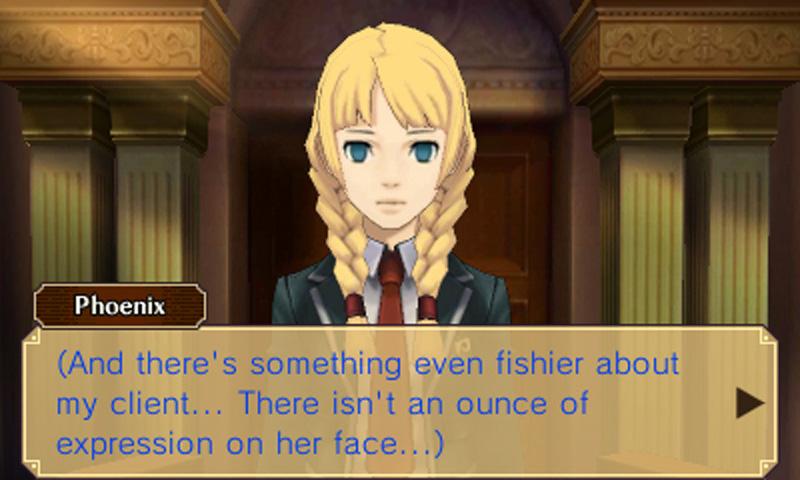 Phoenix
(And there's something even fishier about
my client... There isn't an ounce of
expression on her face...)